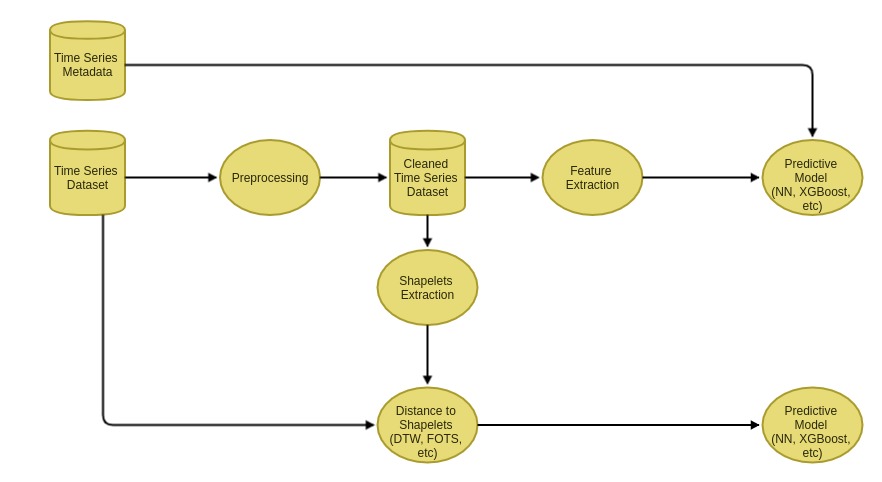 Time Series
Metadata
Time Series
Dataset
Preprocessing
Cleaned
Time Series
Dataset
Feature
Extraction
Predictive
Model
(NN, XGBoost,
etc)
Shapelets
Extraction
Distance to
Shapelets
(DTW, FOTS,
etc)
Predictive
Model
(NN, XGBoost,
etc)